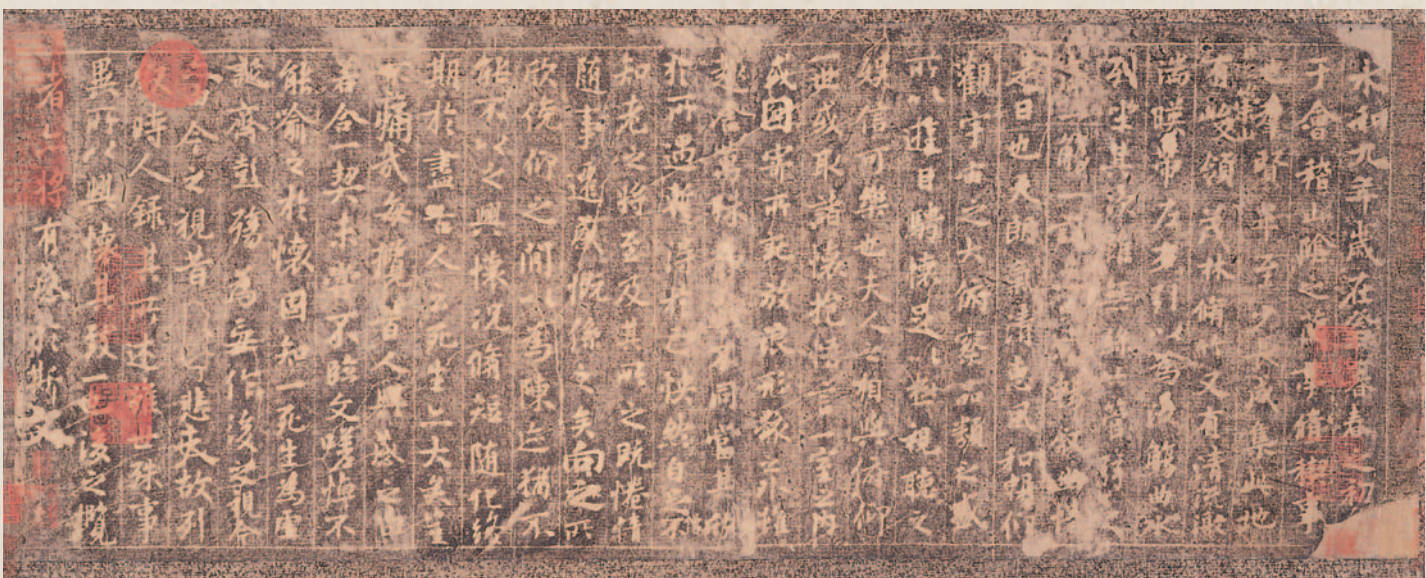 永和九年歲在癸丑暮春之初
于會稽山陰之蘭亭脩稧事
群賢畢至少長咸集此地
有峻領茂林脩竹又有清流激
湍暎帶左右引以為流觴曲水
列坐其次雖無絲竹管弦之
觴一詠亦足以暢敘幽情
是日也天朗氣清惠風和暢仰
觀宇宙之大俯察品類之盛
所以遊目騁懷足以極視聽之
娛信可樂也夫人之相與俯仰
一世或取諸懷抱悟言一室之內
或因寄所託放浪形骸之外雖
趣舍萬殊靜躁不同當其欣
於所遇暫得於己快然自足不
知老之將至及其所之既惓情
隨事遷感慨係之矣向之所
欣俛仰之間以為陳迹猶不
能不以之興懷況脩短隨化終
期於盡古人云死生亦大矣豈
不痛哉每攬昔人興感之由
若合一契未嘗不臨文嗟悼不
能喻之於懷固知一死生為虛
誕齊彭殤為妄作後之視今
今之視昔悲夫故列
時人錄其所述雖世殊事
異所以興懷其致一也後之攬
者亦將有感於斯文